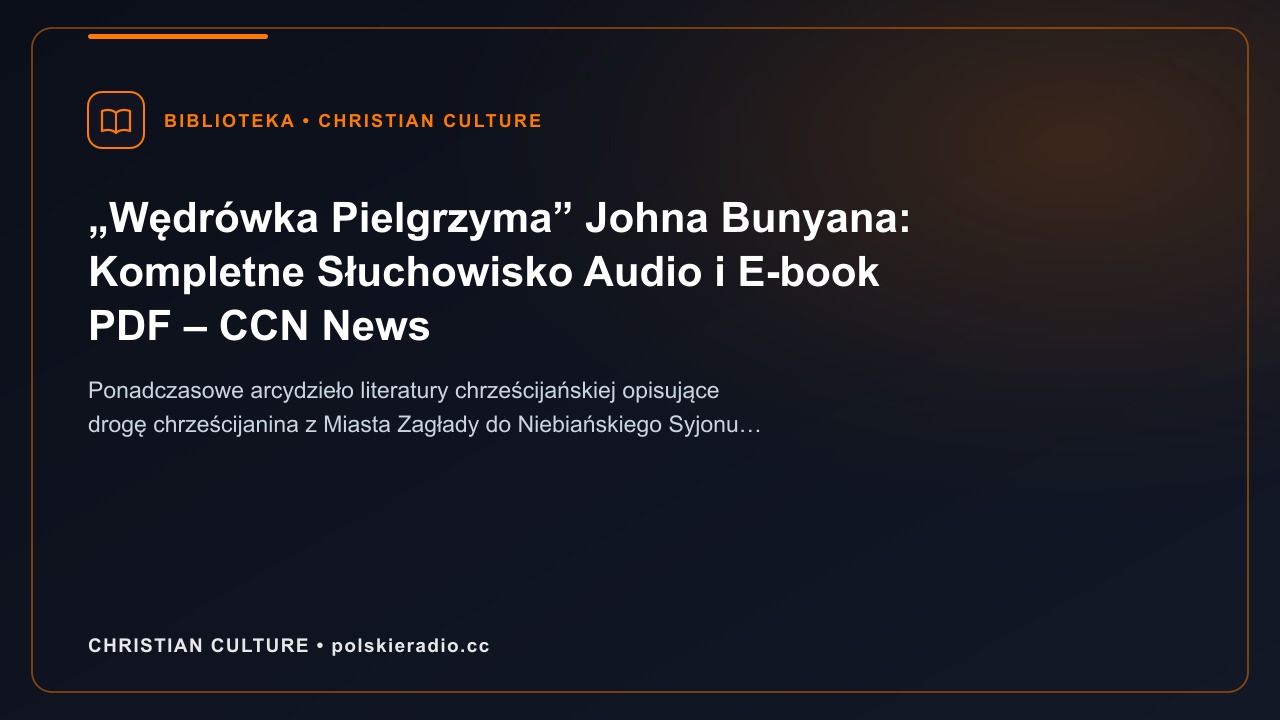 BIBLIOTEKA • CHRISTIAN CULTURE
„Wędrówka Pielgrzyma” Johna Bunyana:
Kompletne Słuchowisko Audio i E-book
PDF – CCN News
Ponadczasowe arcydzieło literatury chrześcijańskiej opisujące
drogę chrześcijanina z Miasta Zagłady do Niebiańskiego Syjonu…
CHRISTIAN CULTURE • polskieradio.cc